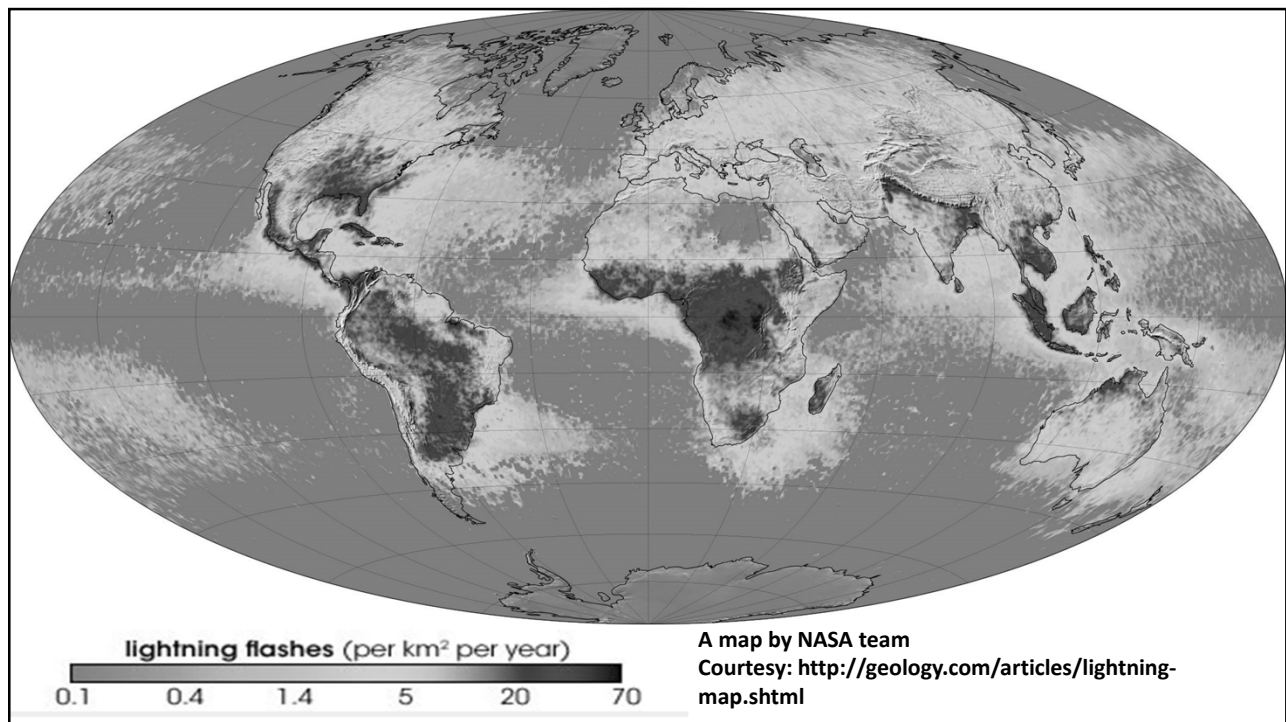 lightning flashes (per km² per year)
0.1 0.4 1.4 5 20 70
A map by NASA team
Courtesy: http://geology.com/articles/lightning-
map.shtml